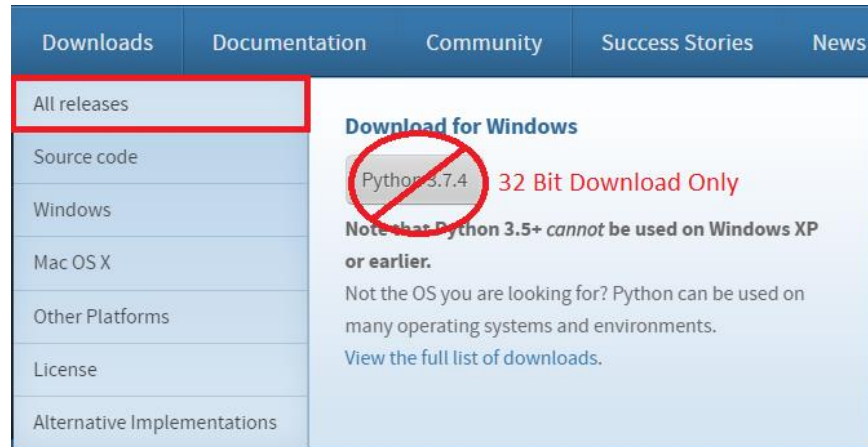 Downloads Documentation Community Success Stories News
All releases
Source code
Windows
Mac OS X
Other Platforms
License
Alternative Implementations
Download for Windows
Python 3.7.4 32 Bit Download Only
Note that Python 3.5+ cannot be used on Windows XP
or earlier.
Not the OS you are looking for? Python can be used on
many operating systems and environments.
View the full list of downloads.